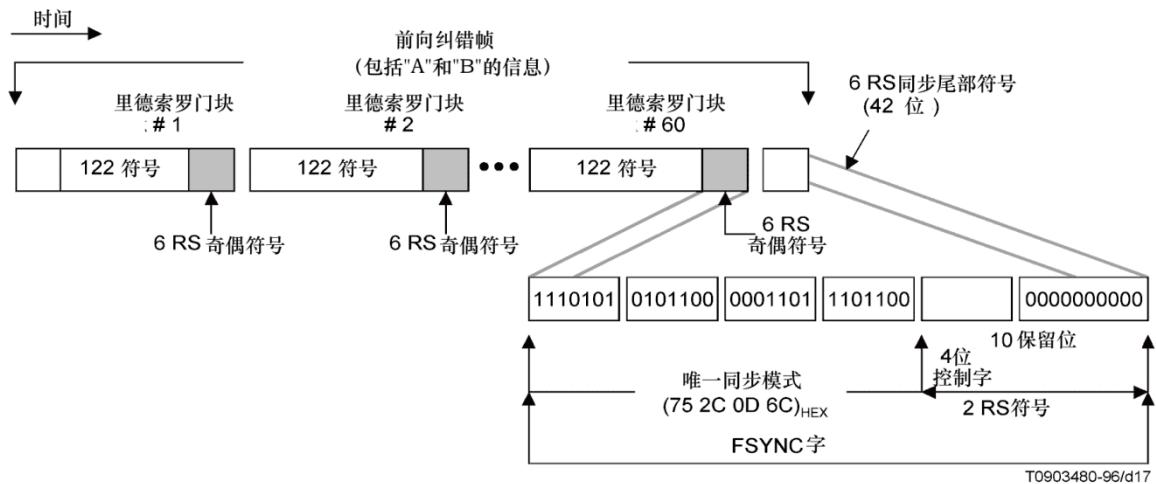 时间
前向纠错帧
(包括"A"和"B"的信息)
6 RS同步尾部符号
(42 位)
里德索罗门块
: # 1
里德索罗门块
# 2
里德索罗门块
: # 60
122 符号
122 符号
•••
122 符号
6 RS 奇偶符号
6 RS 奇偶符号
6 RS
奇偶符号
1110101
0101100
0001101
1101100
0000000000
10保留位
4位
控制字
唯一同步模式
(75 2C 0D 6C)HEX
2 RS符号
FSYNC字
T0903480-96/d17